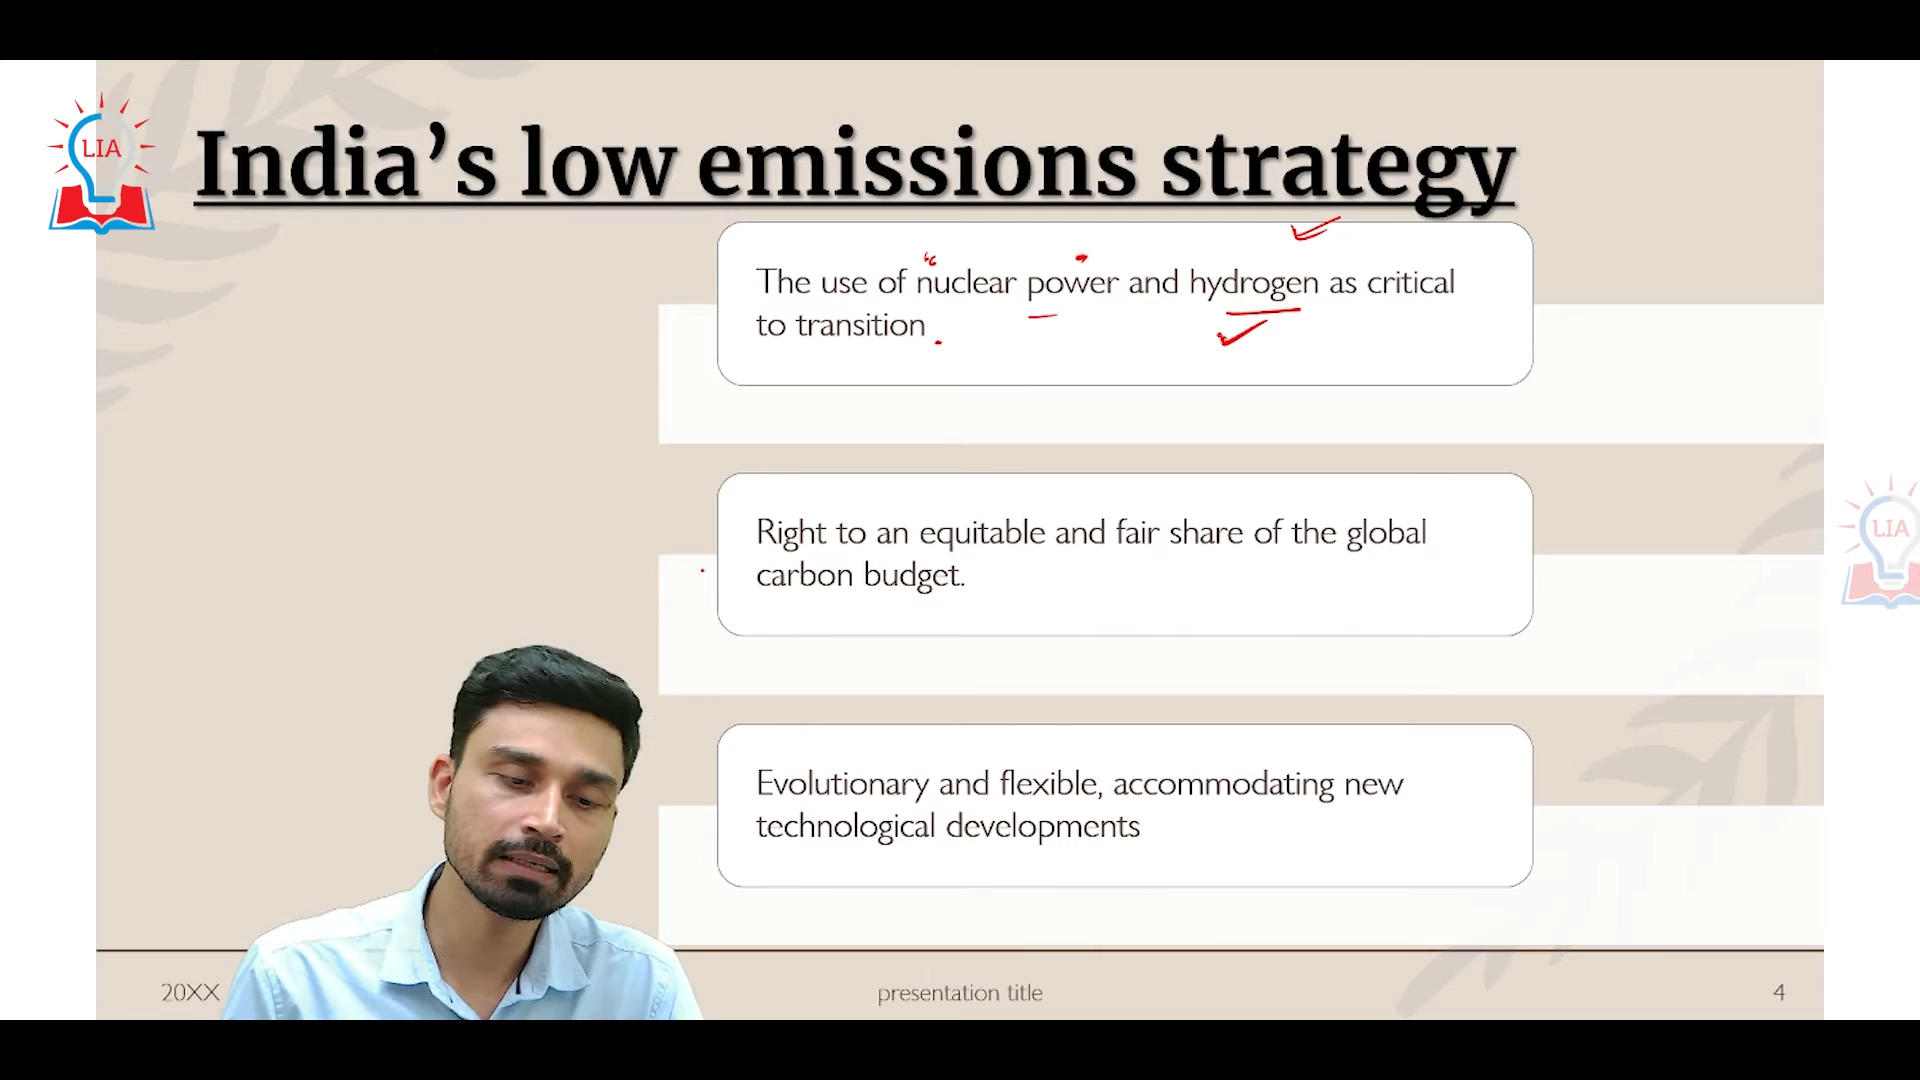 LIA
India’s low emissions strategy
The use of nuclear power and hydrogen as critical
to transition
Right to an equitable and fair share of the global
carbon budget.
LIA
Evolutionary and flexible, accommodating new
technological developments
20XX
presentation title
4